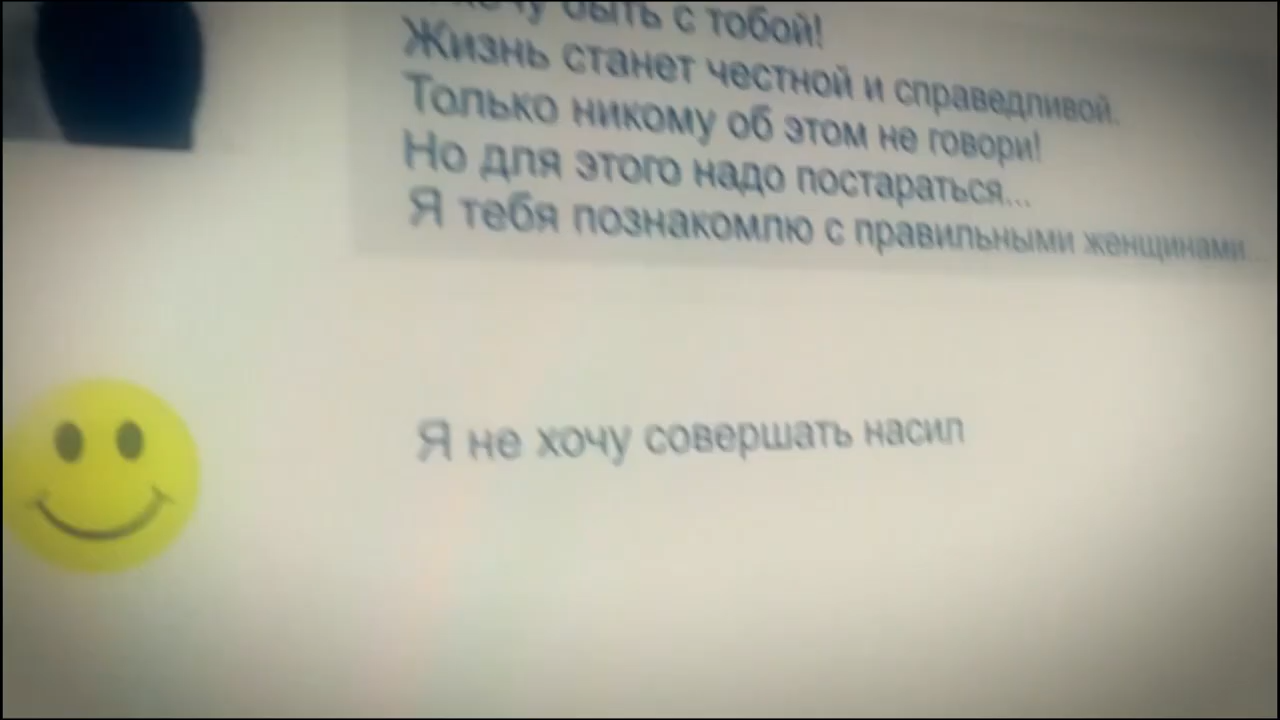 хочу быть с тобой!
Жизнь станет честной и справедливой.
Только никому об этом не говори!
Но для этого надо постараться...
Я тебя познакомлю с правильными женщинами...
Я не хочу совершать насил